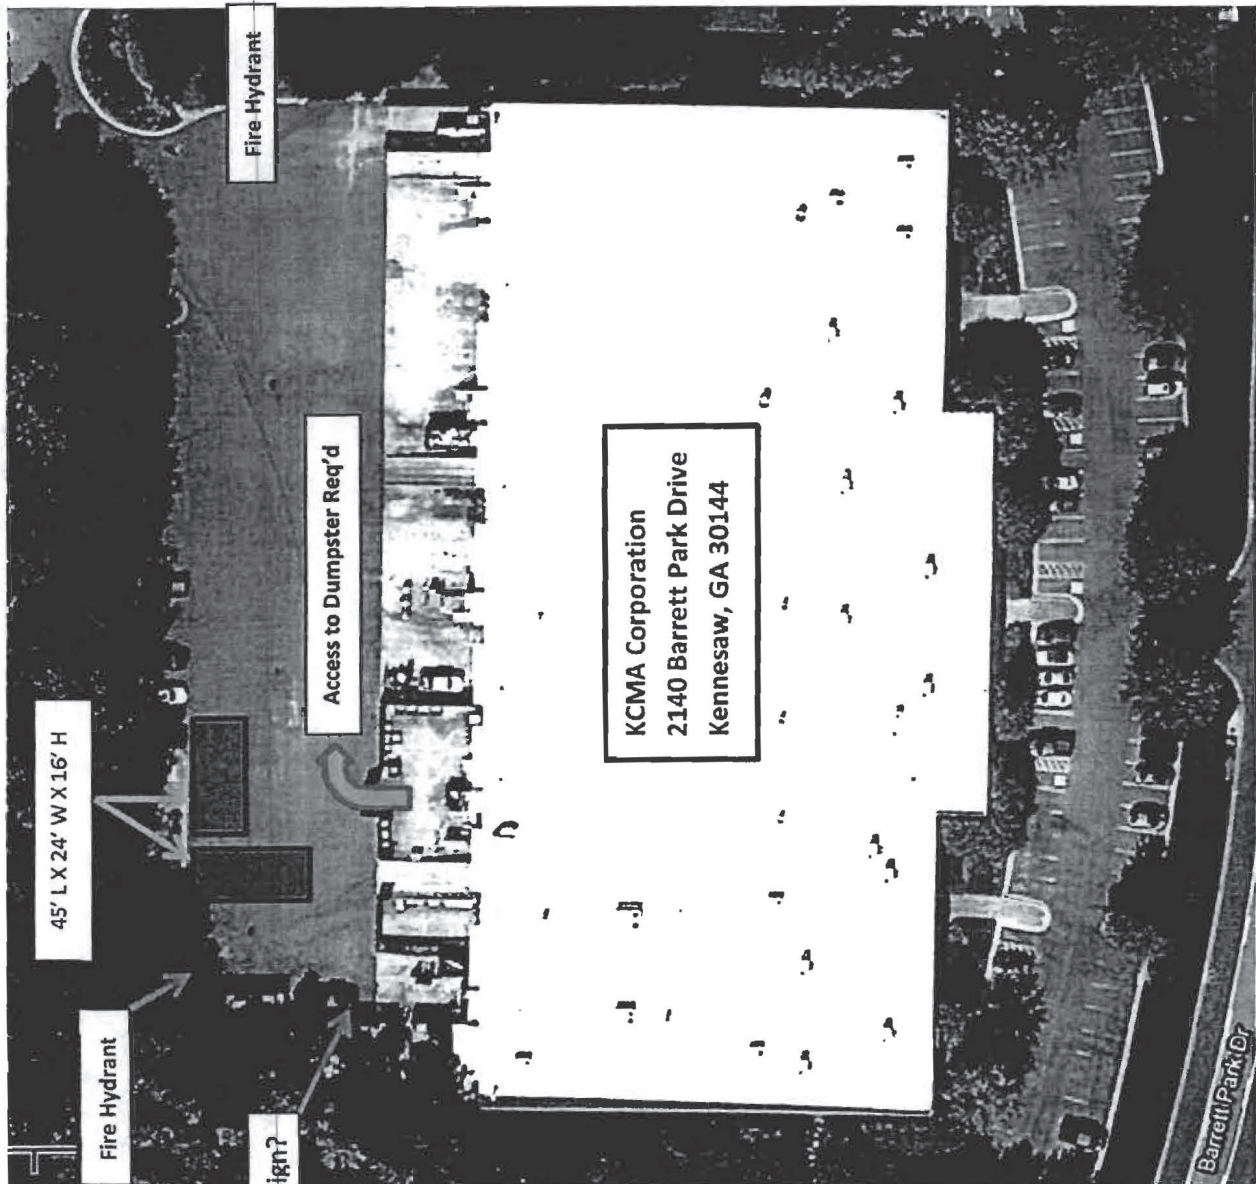 Fire Hydrant
ign?
45' L X 24' W X 16' H
Access to Dumpster Req'd
Fire Hydrant
KCMA Corporation
2140 Barrett Park Drive
Kennesaw, GA 30144
Barrett Park Dr